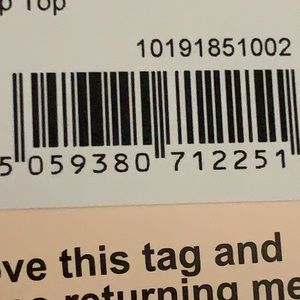 p Top
10191851002
5 059380 712251
ove this tag and
returning me